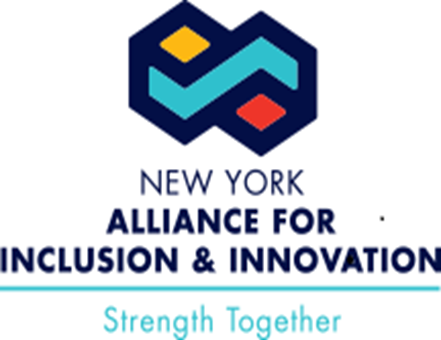 NEW YORK
ALLIANCE FOR
INCLUSION & INNOVATION
Strength Together